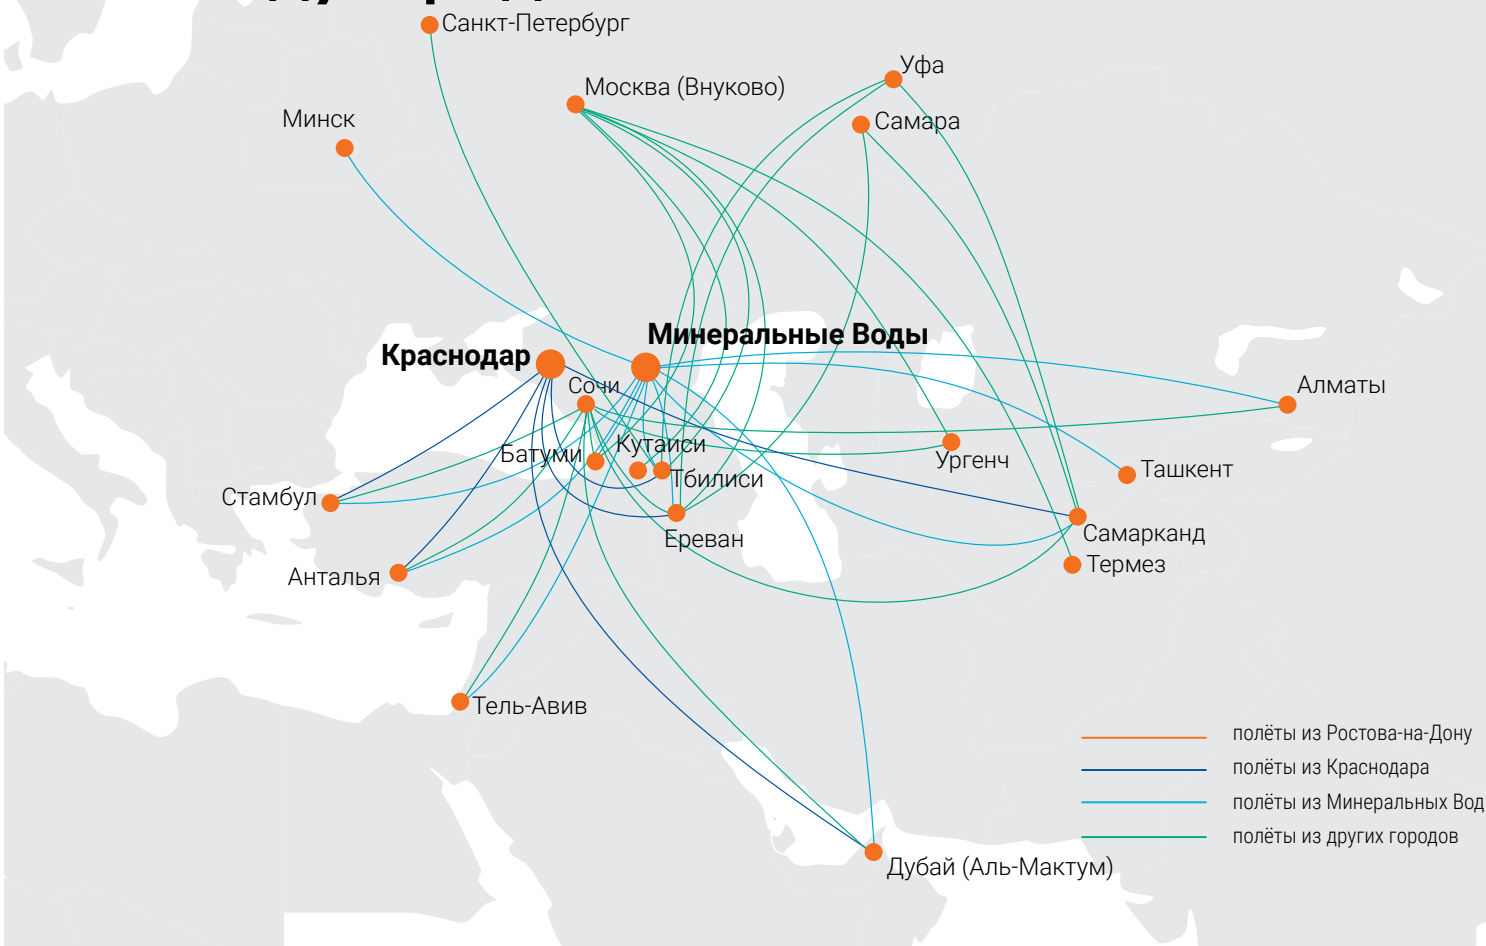 Санкт-Петербург
Уфа
Москва (Внуково)
Самара
Минск
Минеральные Воды
Краснодар
Сочи
Алматы
Кутаиси
Батуми
Ургенч
Ташкент
Тбилиси
Стамбул
Самарканд
Ереван
Термез
Анталья
Тель-Авив
полёты из Ростова-на-Дону
полёты из Краснодара
полёты из Минеральных Вод
полёты из других городов
Дубай (Аль-Мактум)